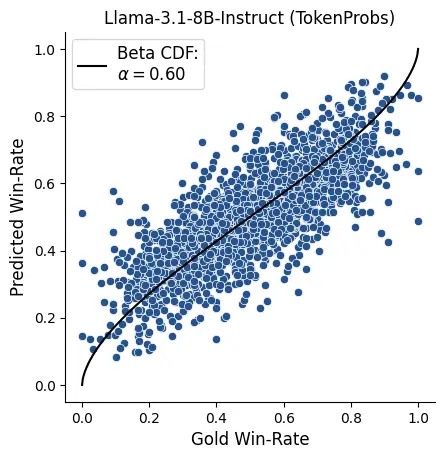 Llama-3.1-8B-Instruct (TokenProbs)
Beta CDF:
α = 0.60
Predicted Win-Rate
1.0
0.8
0.6
0.4
0.2
0.0
0.0 0.2 0.4 0.6 0.8 1.0
Gold Win-Rate